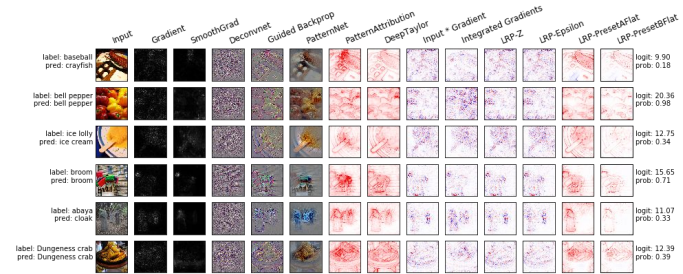 Input Gradient SmoothGrad Deconvnet Guided Backprop PatternNet PatternAttribution DeepTaylor Input * Gradient Integrated Gradients LRP-Z LRP-Epsilon LRP-PresetAFlat LRP-PresetBFlat
label: baseball logit: 9.90
pred: crayfish prob: 0.18
label: bell pepper logit: 20.36
pred: bell pepper prob: 0.98
label: ice lolly logit: 12.75
pred: ice cream prob: 0.34
label: broom logit: 15.65
pred: broom prob: 0.71
label: abaya logit: 11.07
pred: cloak prob: 0.33
label: Dungeness crab logit: 12.39
pred: Dungeness crab prob: 0.39